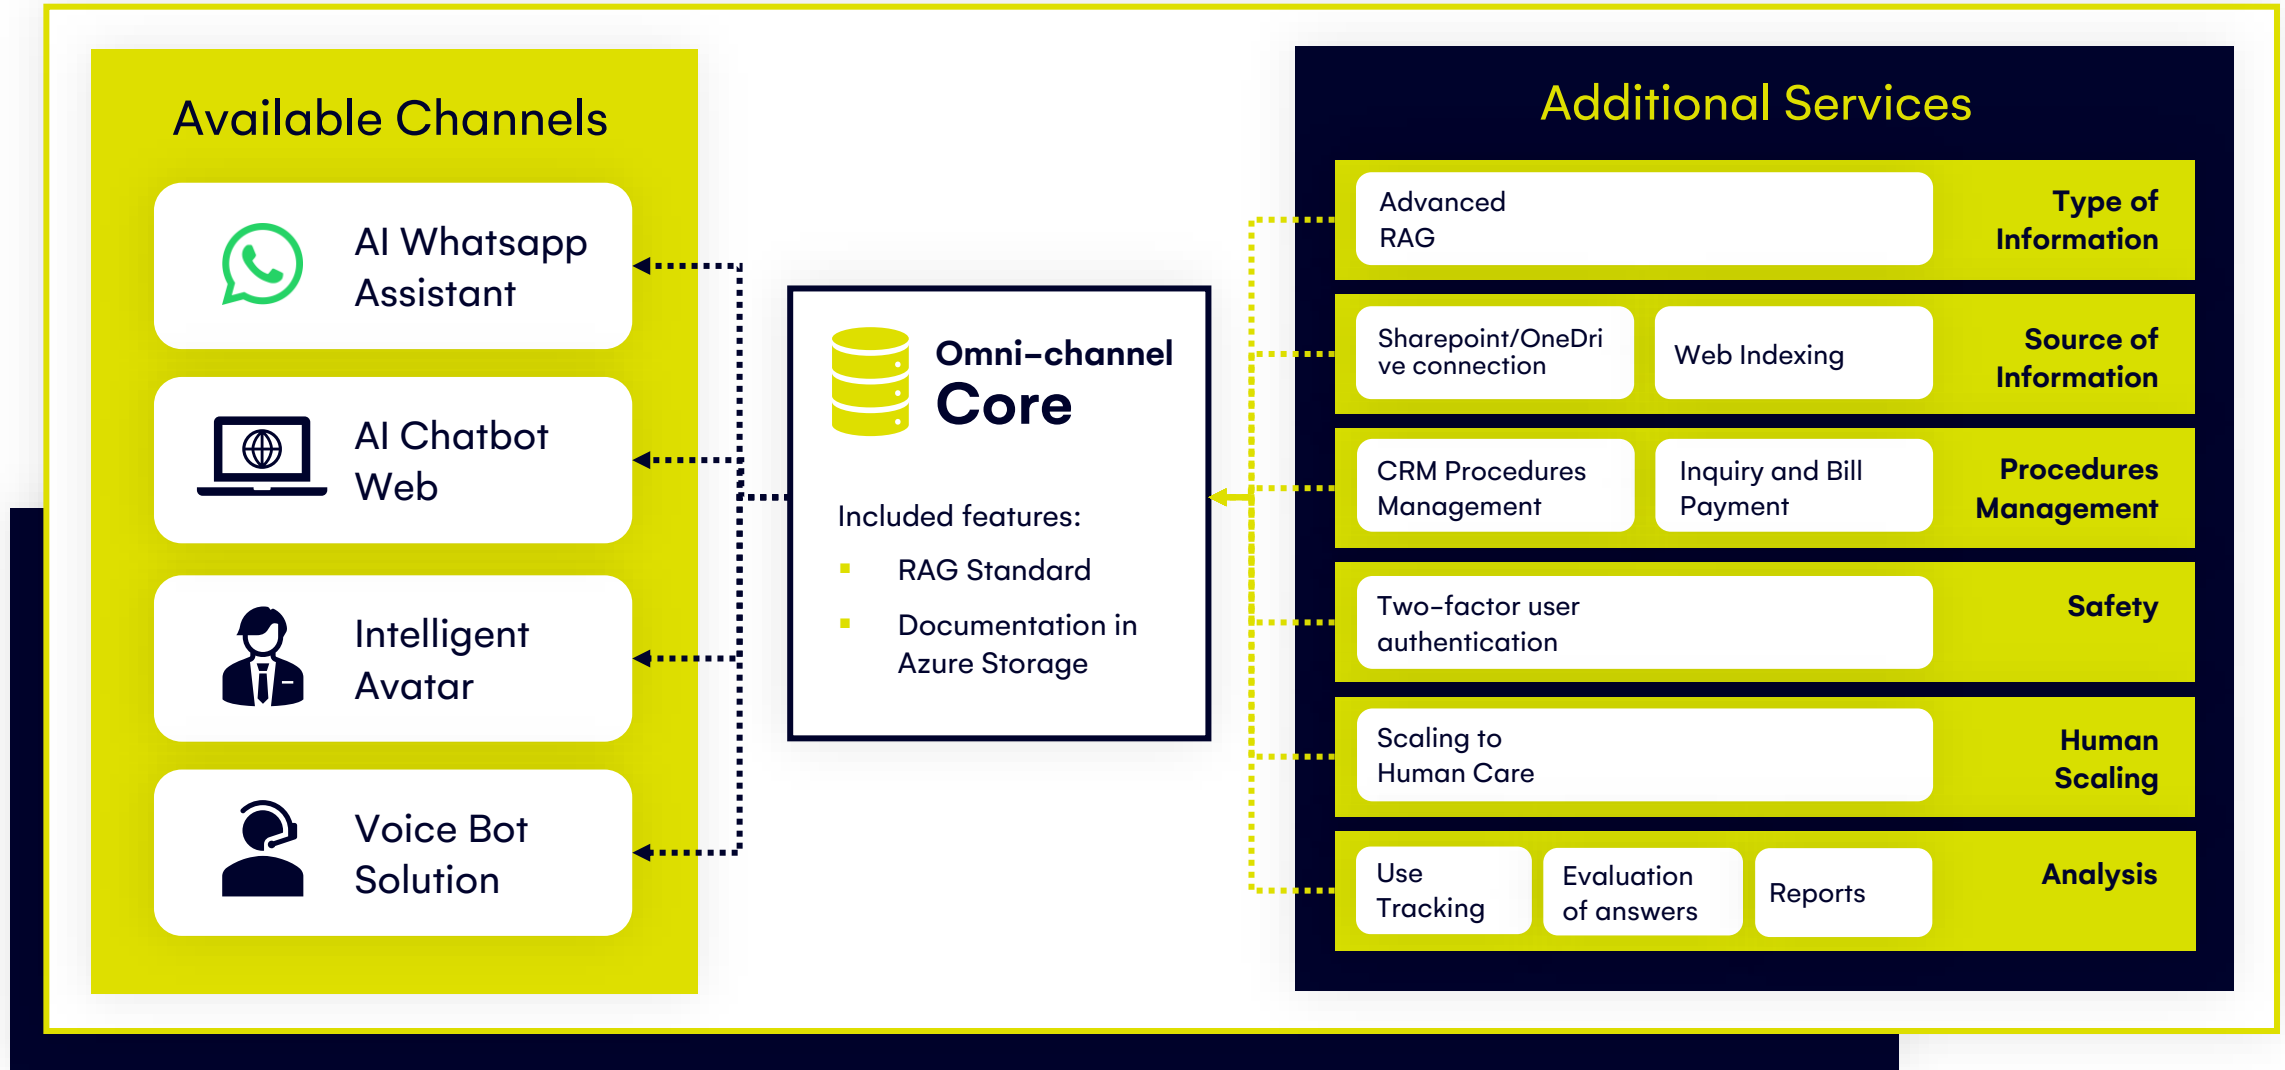 Available Channels
AI Whatsapp
Assistant
AI Chatbot
Web
Intelligent
Avatar
Voice Bot
Solution
Omni-channel
Core
Included features:
RAG Standard
Documentation in
Azure Storage
Additional Services
Advanced
RAG
Type of
Information
Sharepoint/OneDri
ve connection
Web Indexing
Source of
Information
CRM Procedures
Management
Inquiry and Bill
Payment
Procedures
Management
Two-factor user
authentication
Safety
Scaling to
Human Care
Human
Scaling
Use
Tracking
Evaluation
of answers
Reports
Analysis